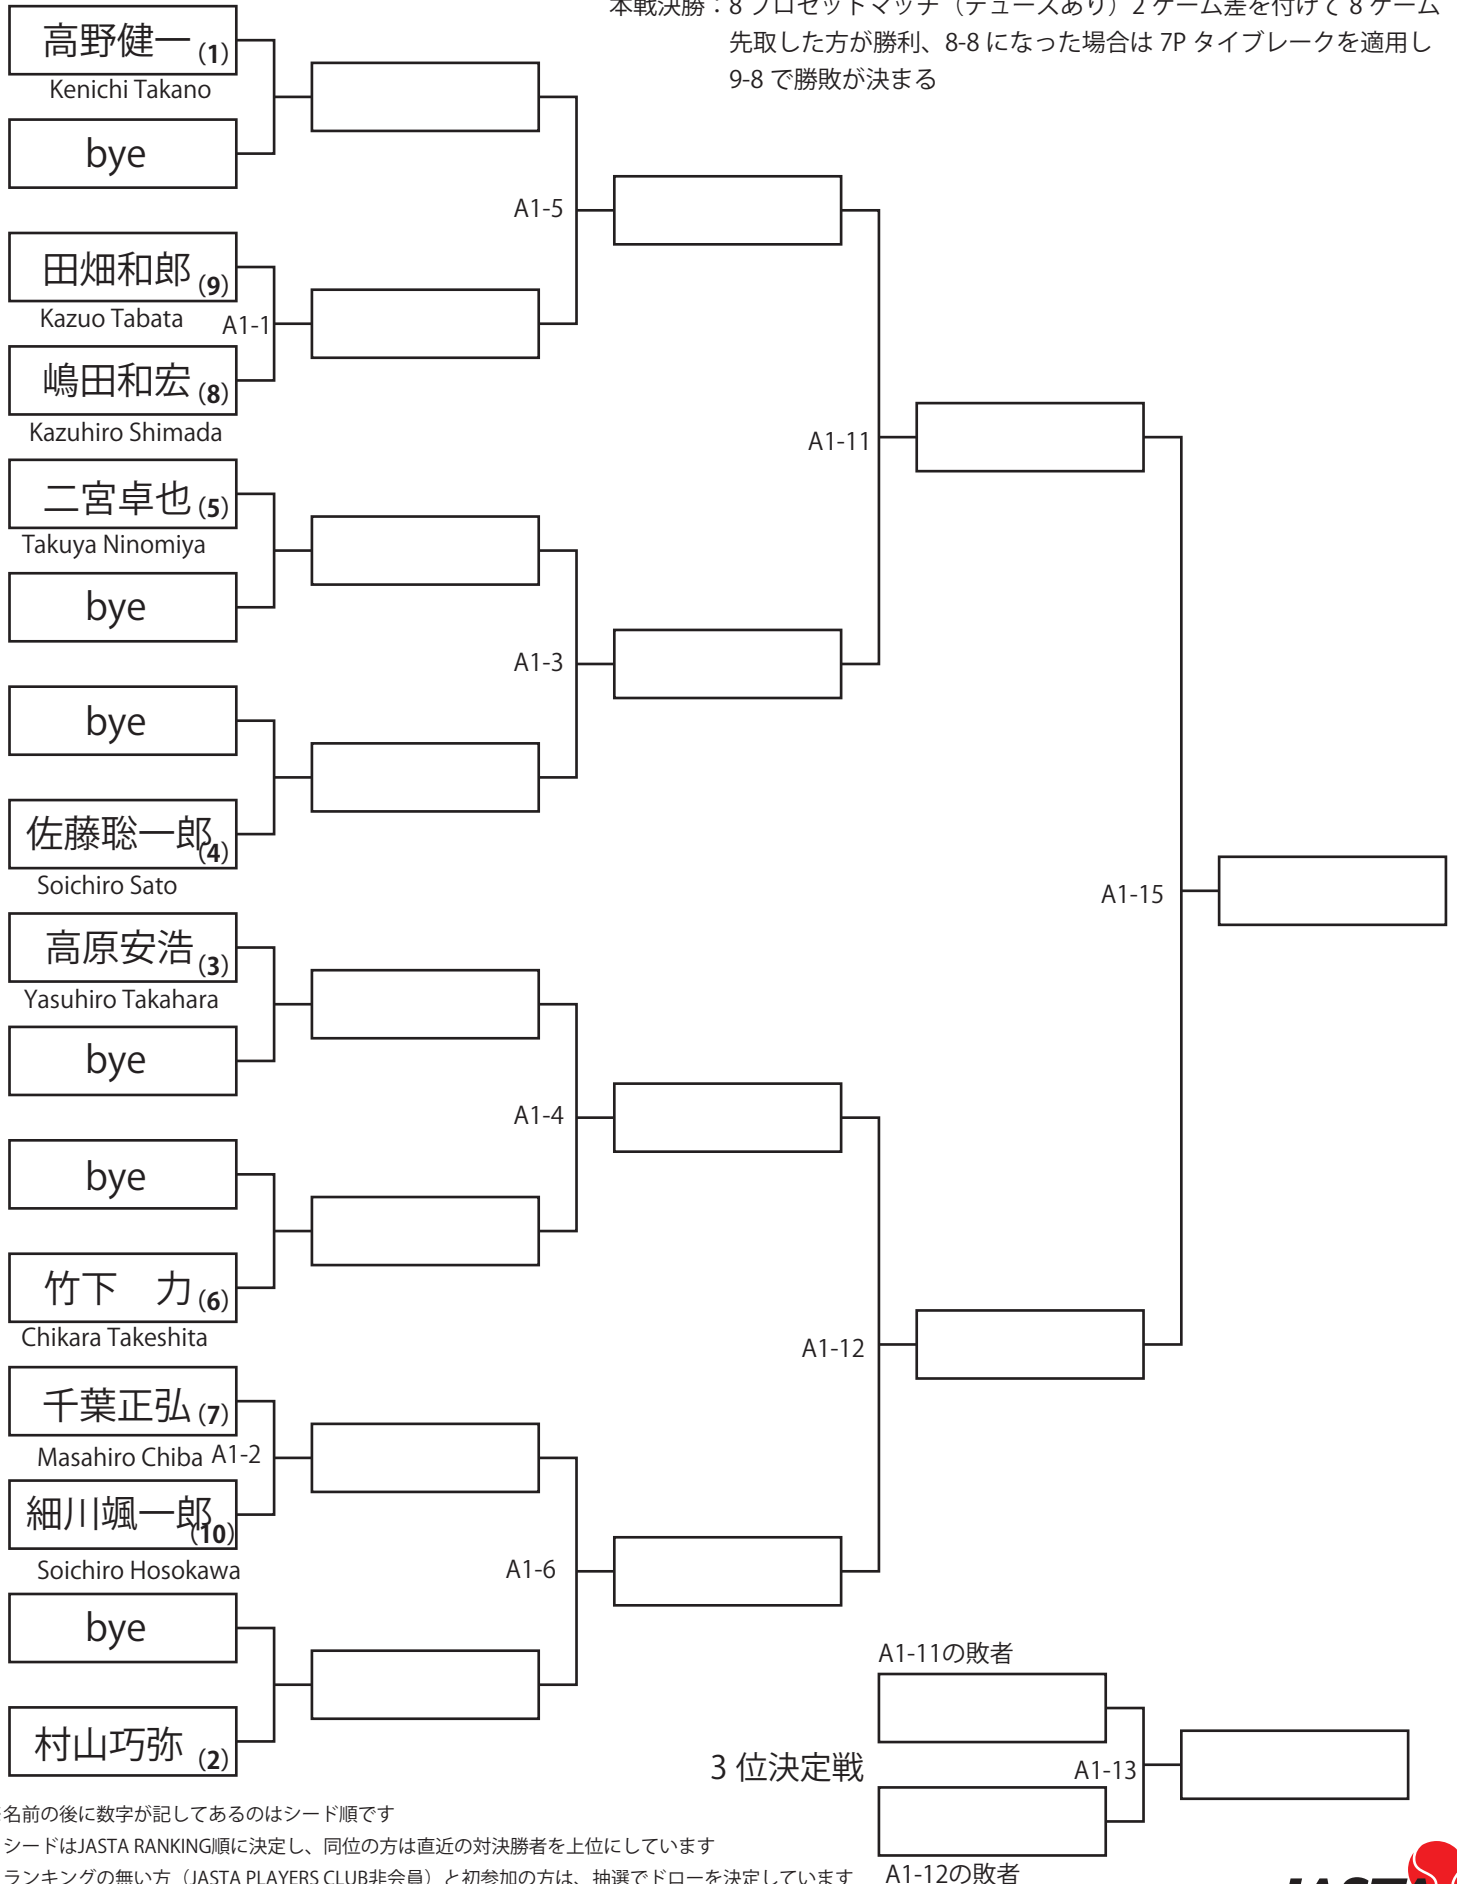 本戦決勝：8 プロセットマッチ（デュースあり）2 ゲーム差を付けて 8 ゲーム
先取した方が勝利、8-8 になった場合は 7P タイブレークを適用し
9-8 で勝敗が決まる
高野健一 (1)
Kenichi Takano
bye
A1-5
田畑和郎 (9)
Kazuo Tabata
A1-1
嶋田和宏 (8)
Kazuhiro Shimada
A1-11
二宮卓也 (5)
Takuya Ninomiya
bye
A1-3
bye
佐藤聡一郎 (4)
Soichiro Sato
A1-15
高原安浩 (3)
Yasuhiro Takahara
bye
A1-4
bye
竹下　力 (6)
Chikara Takeshita
A1-12
千葉正弘 (7)
Masahiro Chiba
A1-2
細川颯一郎 (10)
Soichiro Hosokawa
A1-6
bye
村山巧弥 (2)
A1-11の敗者
3 位決定戦
A1-13
A1-12の敗者
名前の後に数字が記してあるのはシード順です
シードはJASTA RANKING順に決定し、同位の方は直近の対決勝者を上位にしています
ランキングの無い方（JASTA PLAYERS CLUB非会員）と初参加の方は、抽選でドローを決定しています
JASTA